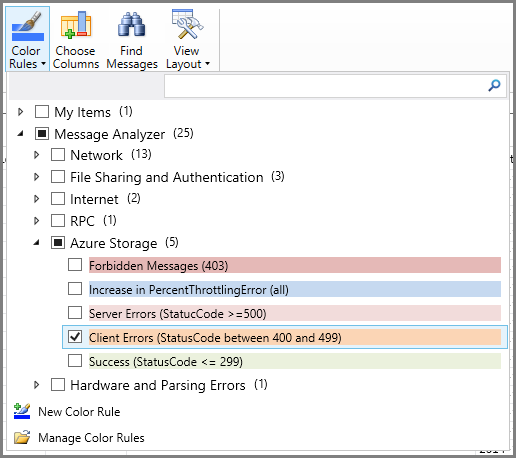 Color Rules
Choose Columns
Find Messages
View Layout
My Items (1)
Message Analyzer (25)
Network (13)
File Sharing and Authentication (3)
Internet (2)
RPC (1)
Azure Storage (5)
Forbidden Messages (403)
Increase in PercentThrottlingError (all)
Server Errors (StatucCode >=500)
Client Errors (StatusCode between 400 and 499)
Success (StatusCode <= 299)
Hardware and Parsing Errors (1)
New Color Rule
Manage Color Rules